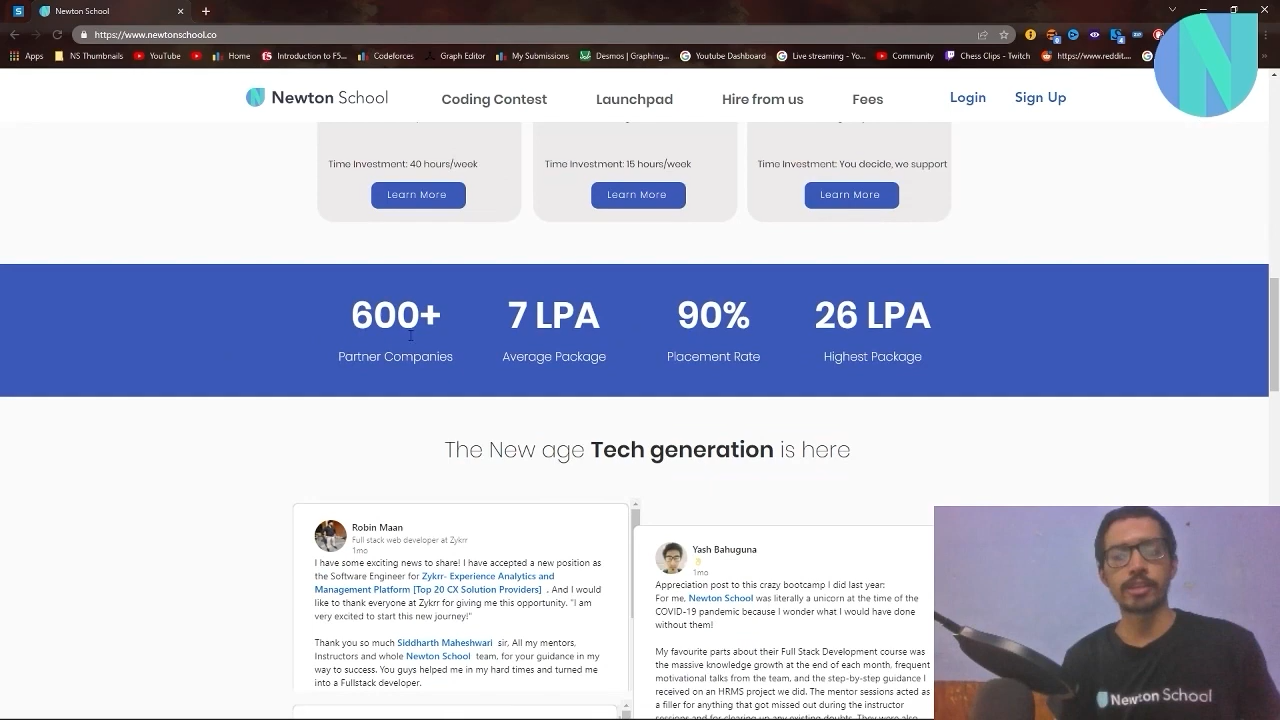 Newton School
https://www.newtonschool.co
Apps
NS Thumbnails
YouTube
Home
Introduction to F5...
Codeforces
Graph Editor
My Submissions
Desmos | Graphing...
Youtube Dashboard
Live streaming - Yo...
Community
Chess Clips - Twitch
https://www.reddit....
Newton School
Coding Contest
Launchpad
Hire from us
Fees
Login
Sign Up
Time Investment: 40 hours/week
Time Investment: 15 hours/week
Time Investment: You decide, we support
Learn More
Learn More
Learn More
600+
7 LPA
90%
26 LPA
Partner Companies
Average Package
Placement Rate
Highest Package
The New age Tech generation is here
Robin Maan
Full stack web developer at Zykrr
1mo
I have some exciting news to share! I have accepted a new position
as the Software Engineer for Zykrr- Experience Analytics and
Management Platform [Top 20 CX Solution Providers] . And I would
like to thank everyone at Zykrr for giving me this opportunity. "I am
very excited to start this new journey!"
Thank you so much Siddharth Maheshwari sir, All my mentors,
Instructors and whole Newton School team, for your guidance in my
way to success. You guys helped me in my hard times and turned me
into a Fullstack developer.
Yash Bahuguna
1mo
Appreciation post to this crazy bootcamp I did last year:
For me, Newton School was literally a unicorn at the time of the
COVID-19 pandemic because I wonder what I would have done
without them!
My favourite parts about their Full Stack Development course was
the massive knowledge growth at the end of each month, frequent
motivational talks from the team, and the step-by-step guidance I
received on an HRMS project we did. The mentor sessions acted as
a filler for anything that got missed out during the instructor
sessions and for clearing up any existing doubts. They were also
Newton School